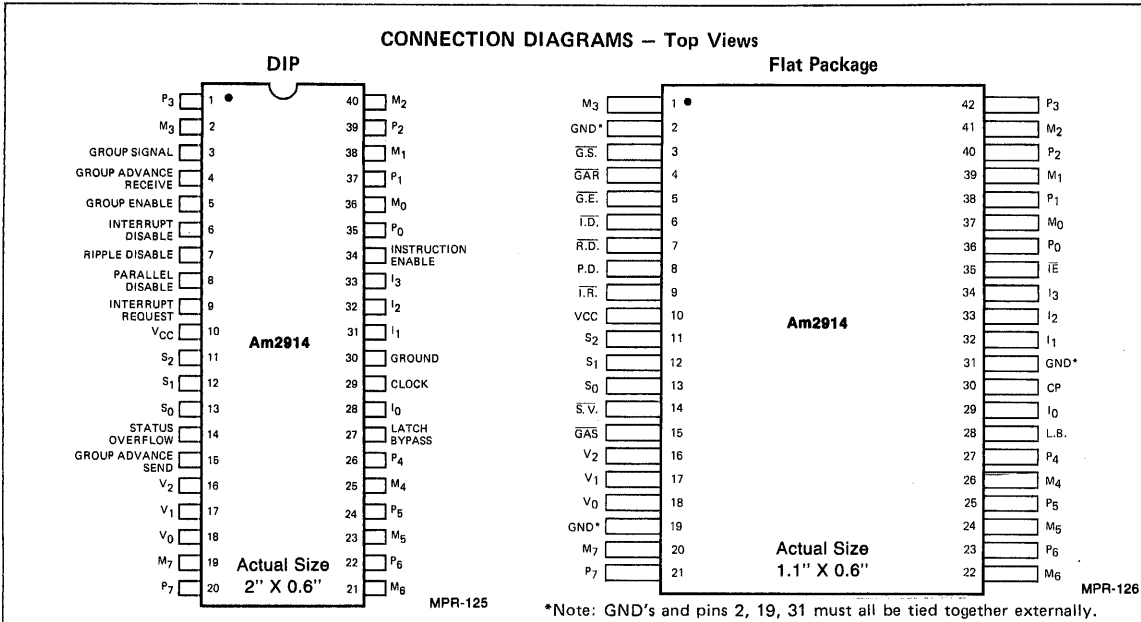 CONNECTION DIAGRAMS – Top Views
DIP
P3 1 40 M2
M3 2 39 P2
GROUP SIGNAL 3 38 M1
GROUP ADVANCE
RECEIVE 4 37 P1
GROUP ENABLE 5 36 M0
INTERRUPT
DISABLE 6 35 P0
RIPPLE DISABLE 7 34 INSTRUCTION
ENABLE
PARALLEL
DISABLE 8 33 I3
INTERRUPT
REQUEST 9 32 I2
VCC 10 31 I1
Am2914
S2 11 30 GROUND
S1 12 29 CLOCK
S0 13 28 I0
STATUS
OVERFLOW 14 27 LATCH
BYPASS
GROUP ADVANCE
SEND 15 26 P4
V2 16 25 M4
V1 17 24 P5
V0 18 23 M5
M7 19 22 P6
P7 20 21 M6
Actual Size
2" X 0.6"
MPR-125
Flat Package
M3 1 42 P3
GND* 2 41 M2
G.S. 3 40 P2
GAR 4 39 M1
G.E. 5 38 P1
I.D. 6 37 M0
R.D. 7 36 P0
P.D. 8 35 IE
I.R. 9 34 I3
VCC 10 33 I2
Am2914
S2 11 32 I1
S1 12 31 GND*
S0 13 30 CP
S.V. 14 29 I0
GAS 15 28 L.B.
V2 16 27 P4
V1 17 26 M4
V0 18 25 P5
GND* 19 24 M5
M7 20 23 P6
P7 21 22 M6
Actual Size
1.1" X 0.6"
MPR-126
*Note: GND's and pins 2, 19, 31 must all be tied together externally.